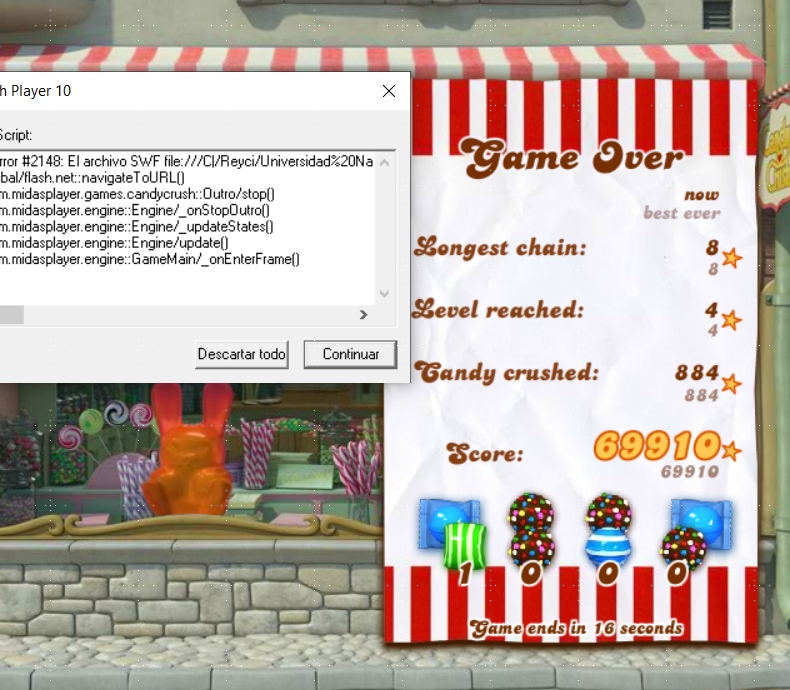 h Player 10
Script:
rror #2148: El archivo SWF file:///C|/Reyci/Universidad%20Na
bal/flash.net::navigateToURL()
m.midasplayer.games.candycrush::Outro/stop()
m.midasplayer.engine::Engine/_onStopOutro()
m.midasplayer.engine::Engine/_updateStates()
m.midasplayer.engine::Engine/update()
m.midasplayer.engine::GameMain/_onEnterFrame()
Descartar todo
Continuar
Game Over
now
best ever
Longest chain: 8
8
Level reached: 4
4
Candy crushed: 884
884
Score: 69910
69910
1 0 0 0
Game ends in 16 seconds
Candy
Crush